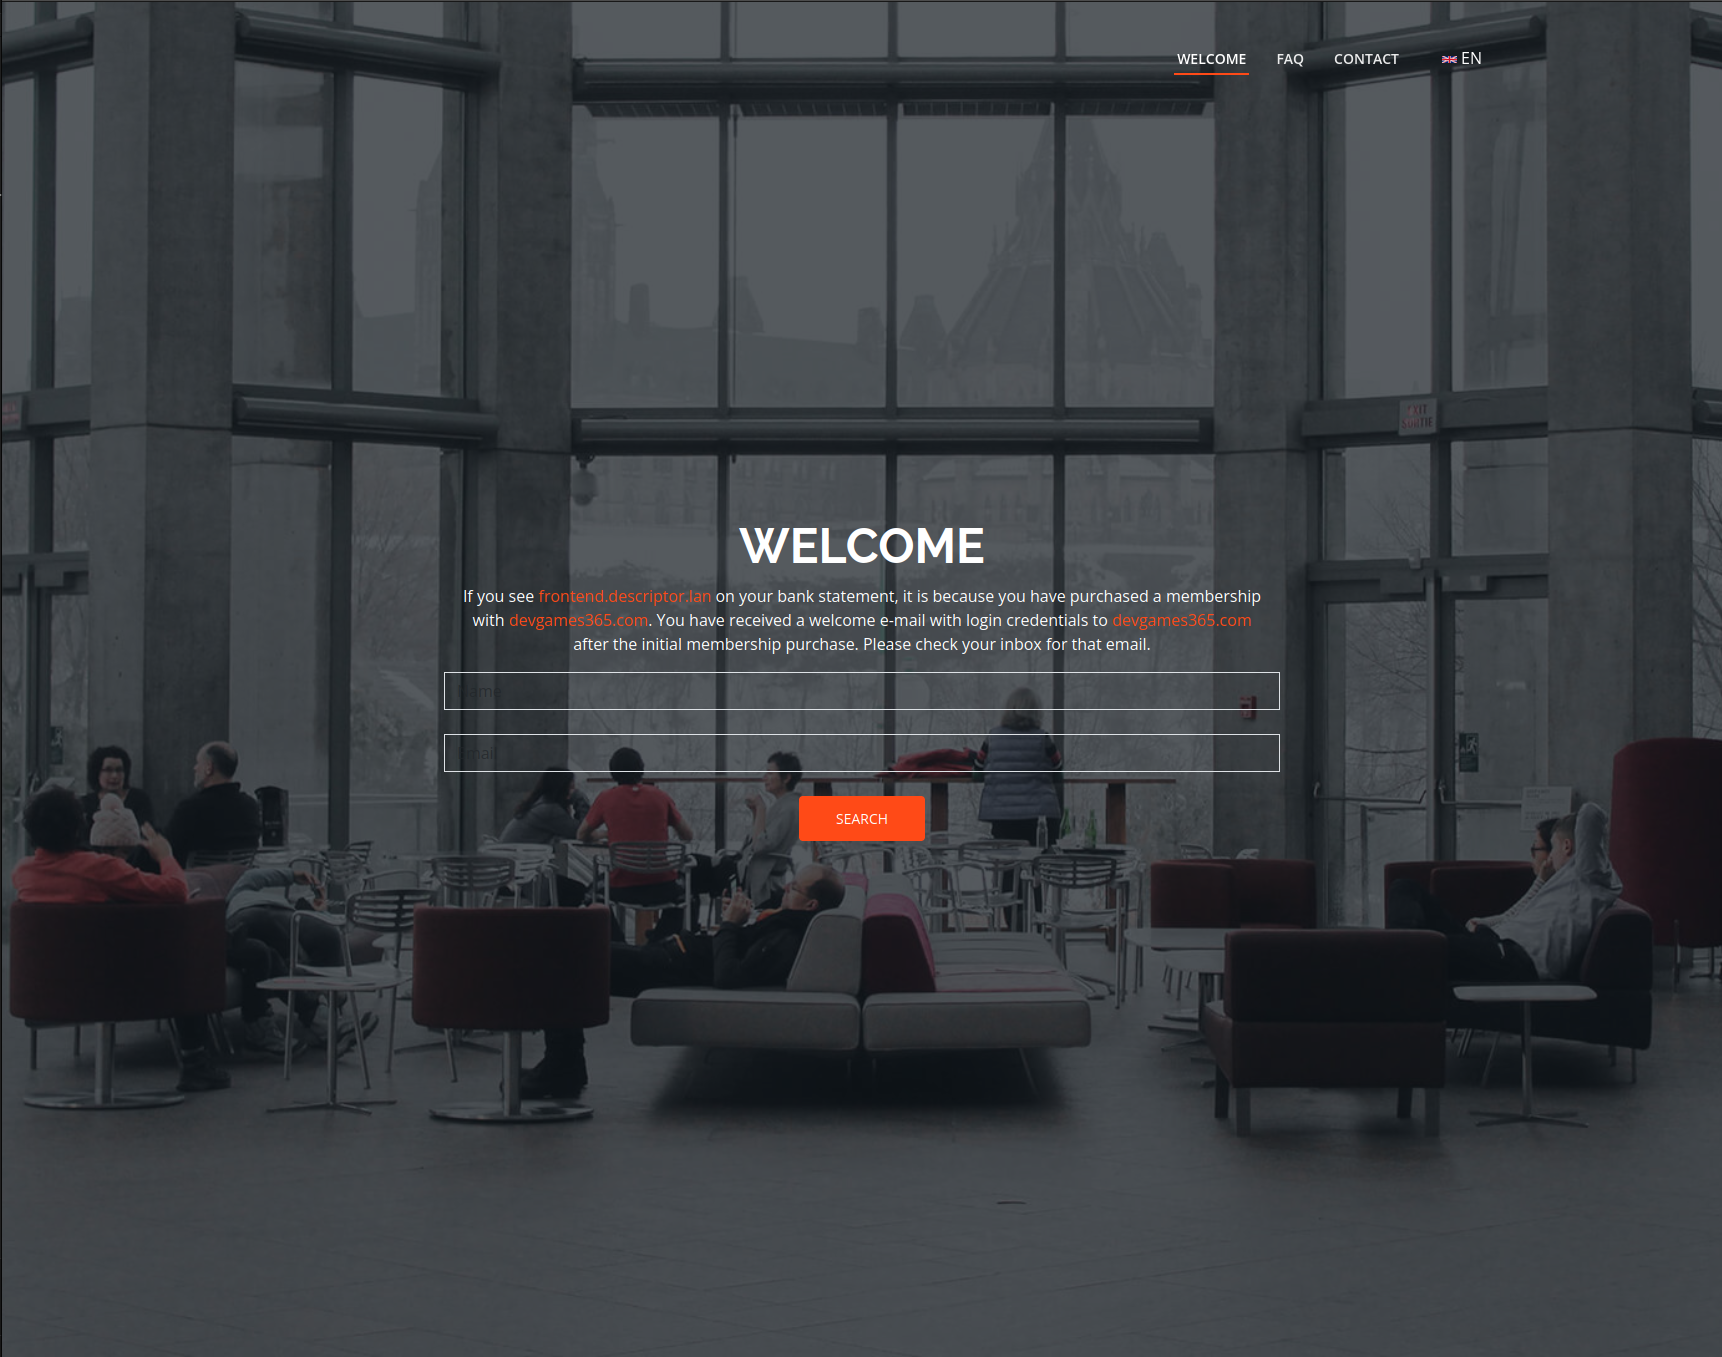 WELCOME FAQ CONTACT EN
EXIT
SORTIE
WELCOME
If you see frontend.descriptor.lan on your bank statement, it is because you have purchased a membership
with devgames365.com. You have received a welcome e-mail with login credentials to devgames365.com
after the initial membership purchase. Please check your inbox for that email.
Name
Email
SEARCH